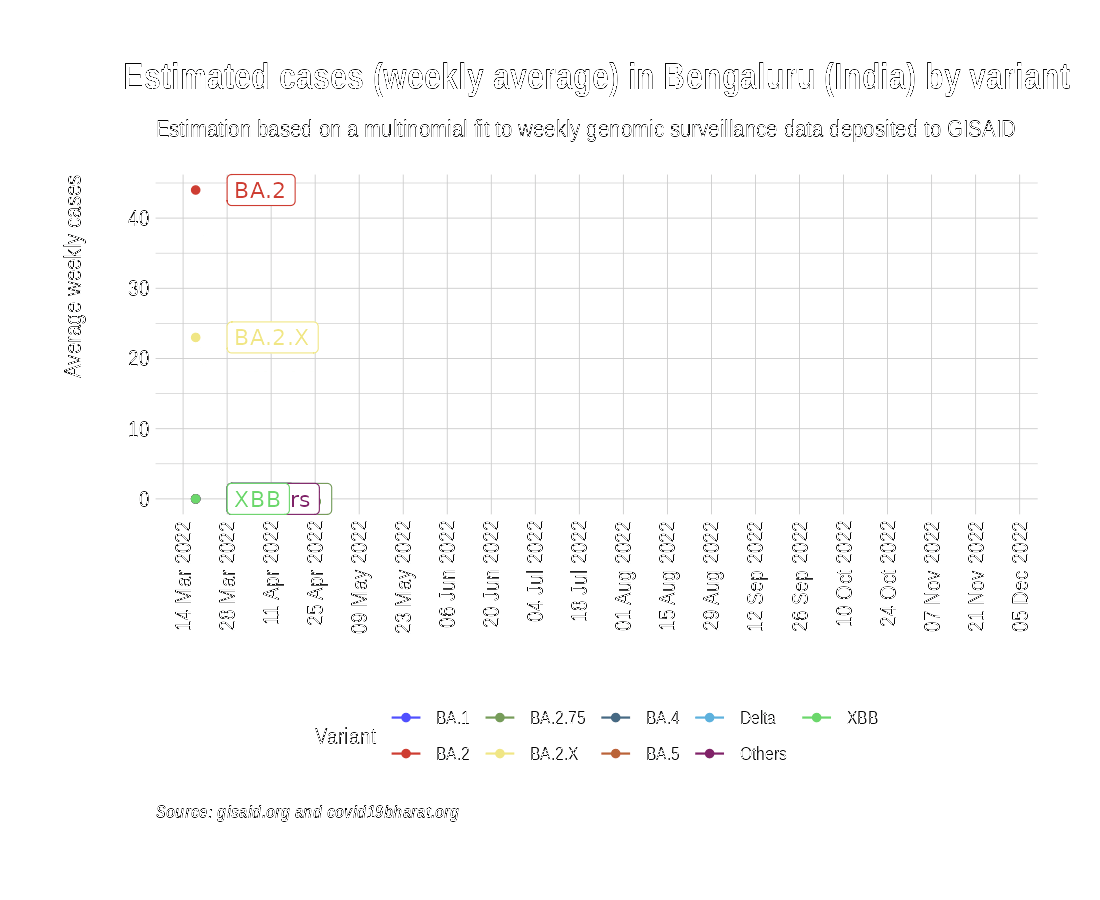 Estimated cases (weekly average) in Bengaluru (India) by variant
Estimation based on a multinomial fit to weekly genomic surveillance data deposited to GISAID
Average weekly cases
40
30
20
10
0
BA.2
BA.2.X
XBB
rs
14 Mar 2022
28 Mar 2022
11 Apr 2022
25 Apr 2022
09 May 2022
23 May 2022
06 Jun 2022
20 Jun 2022
04 Jul 2022
18 Jul 2022
01 Aug 2022
15 Aug 2022
29 Aug 2022
12 Sep 2022
26 Sep 2022
10 Oct 2022
24 Oct 2022
07 Nov 2022
21 Nov 2022
05 Dec 2022
Variant
BA.1
BA.2.75
BA.4
Delta
XBB
BA.2
BA.2.X
BA.5
Others
Source: gisaid.org and covid19bharat.org